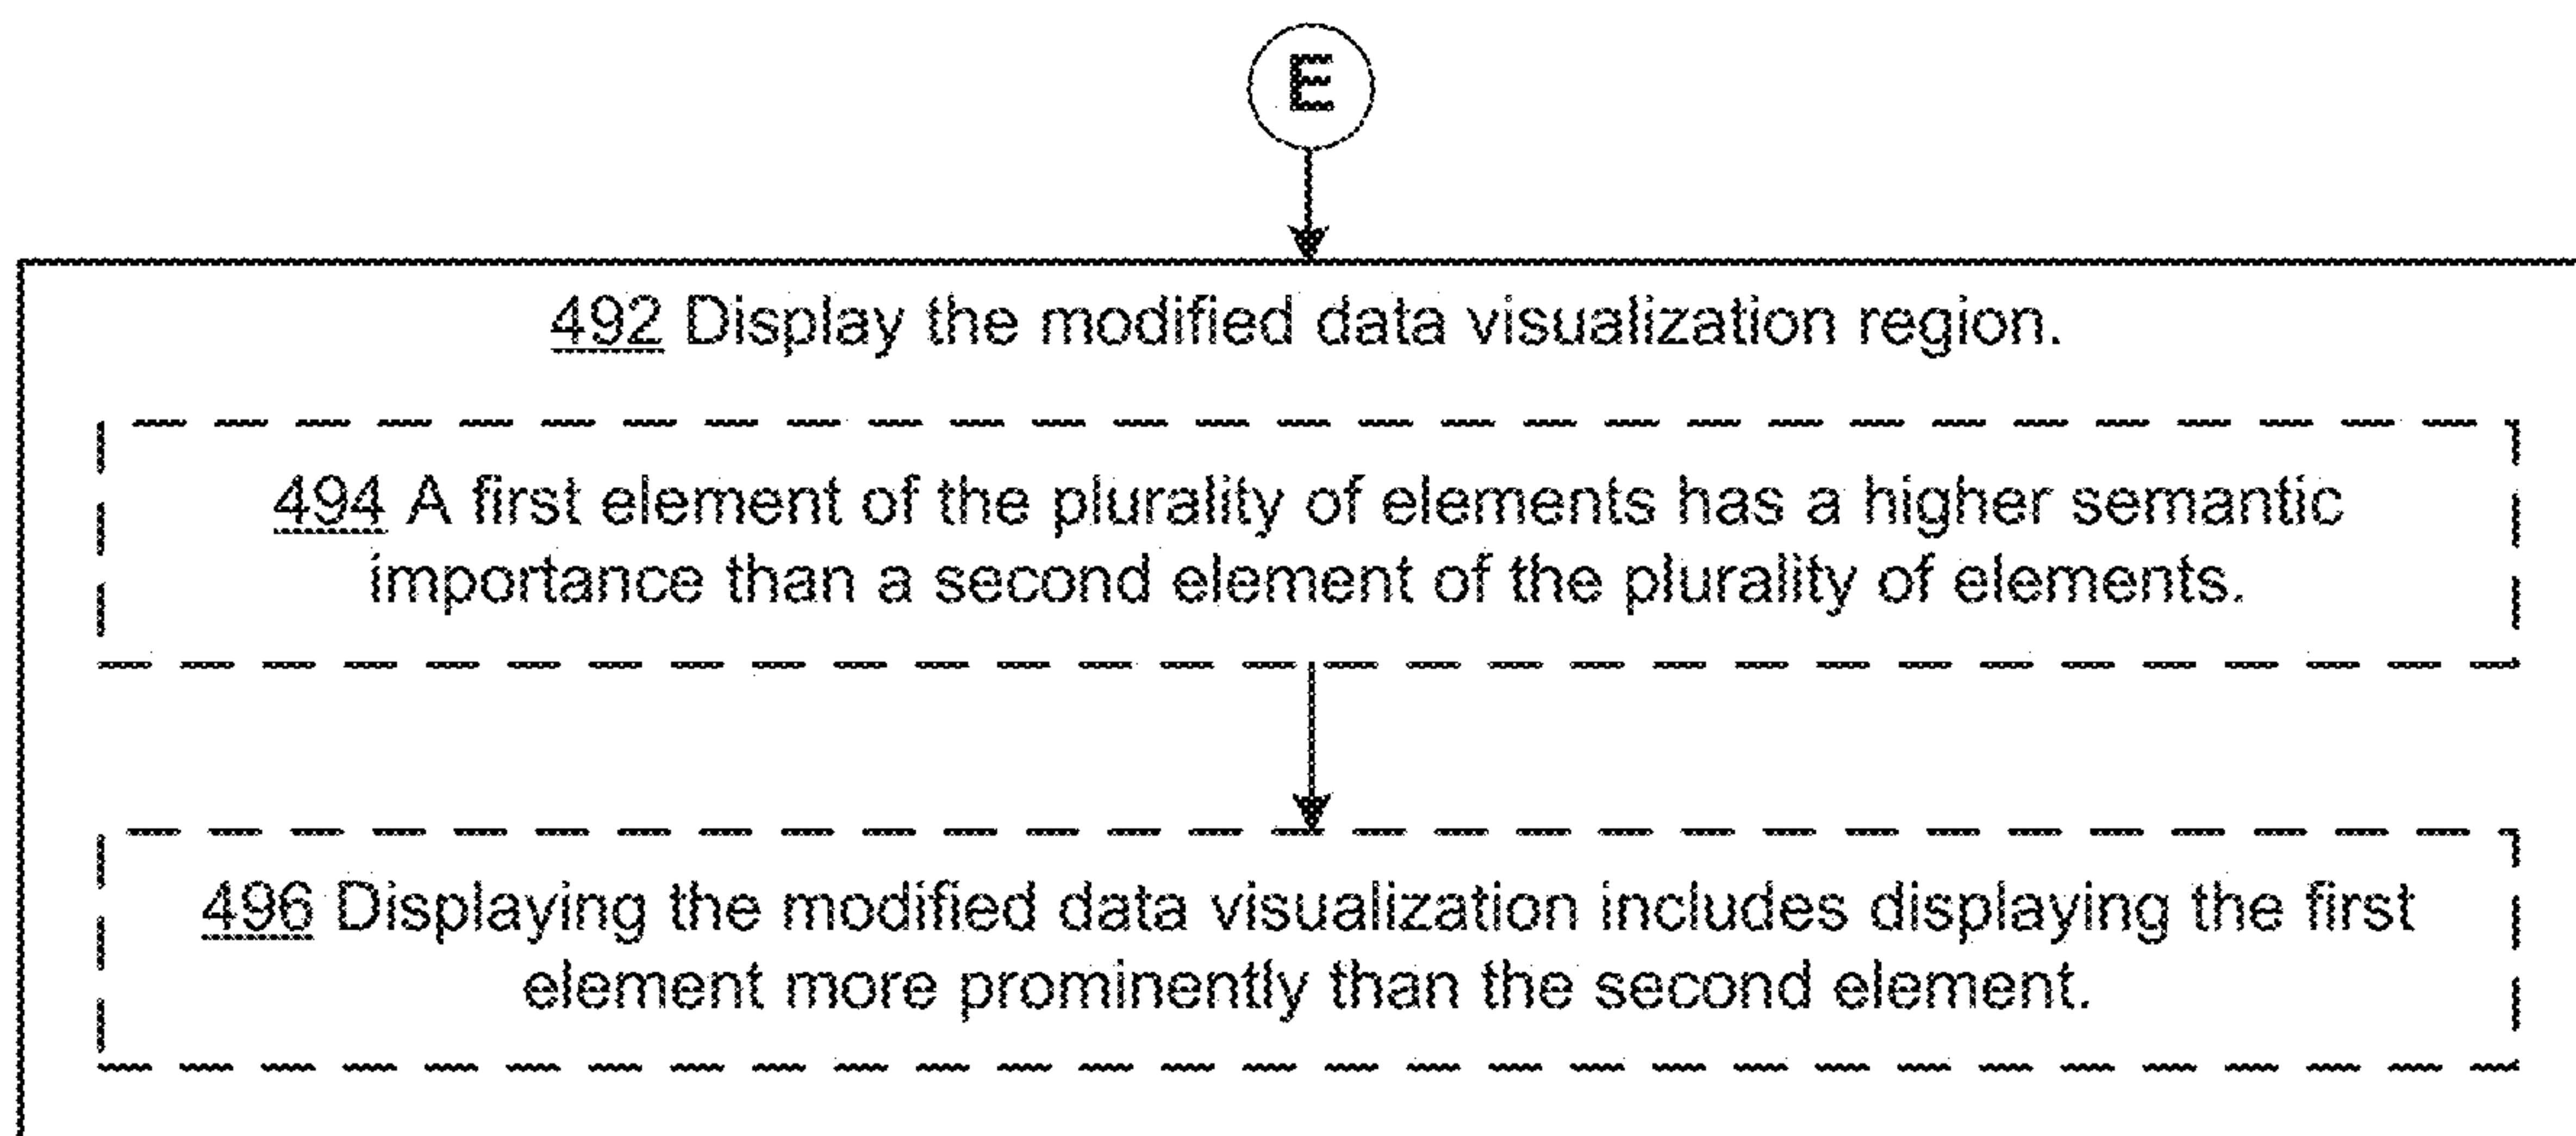 E
492 Display the modified data visualization region.
494 A first element of the plurality of elements has a higher semantic
importance than a second element of the plurality of elements.
496 Displaying the modified data visualization includes displaying the first
element more prominently than the second element.